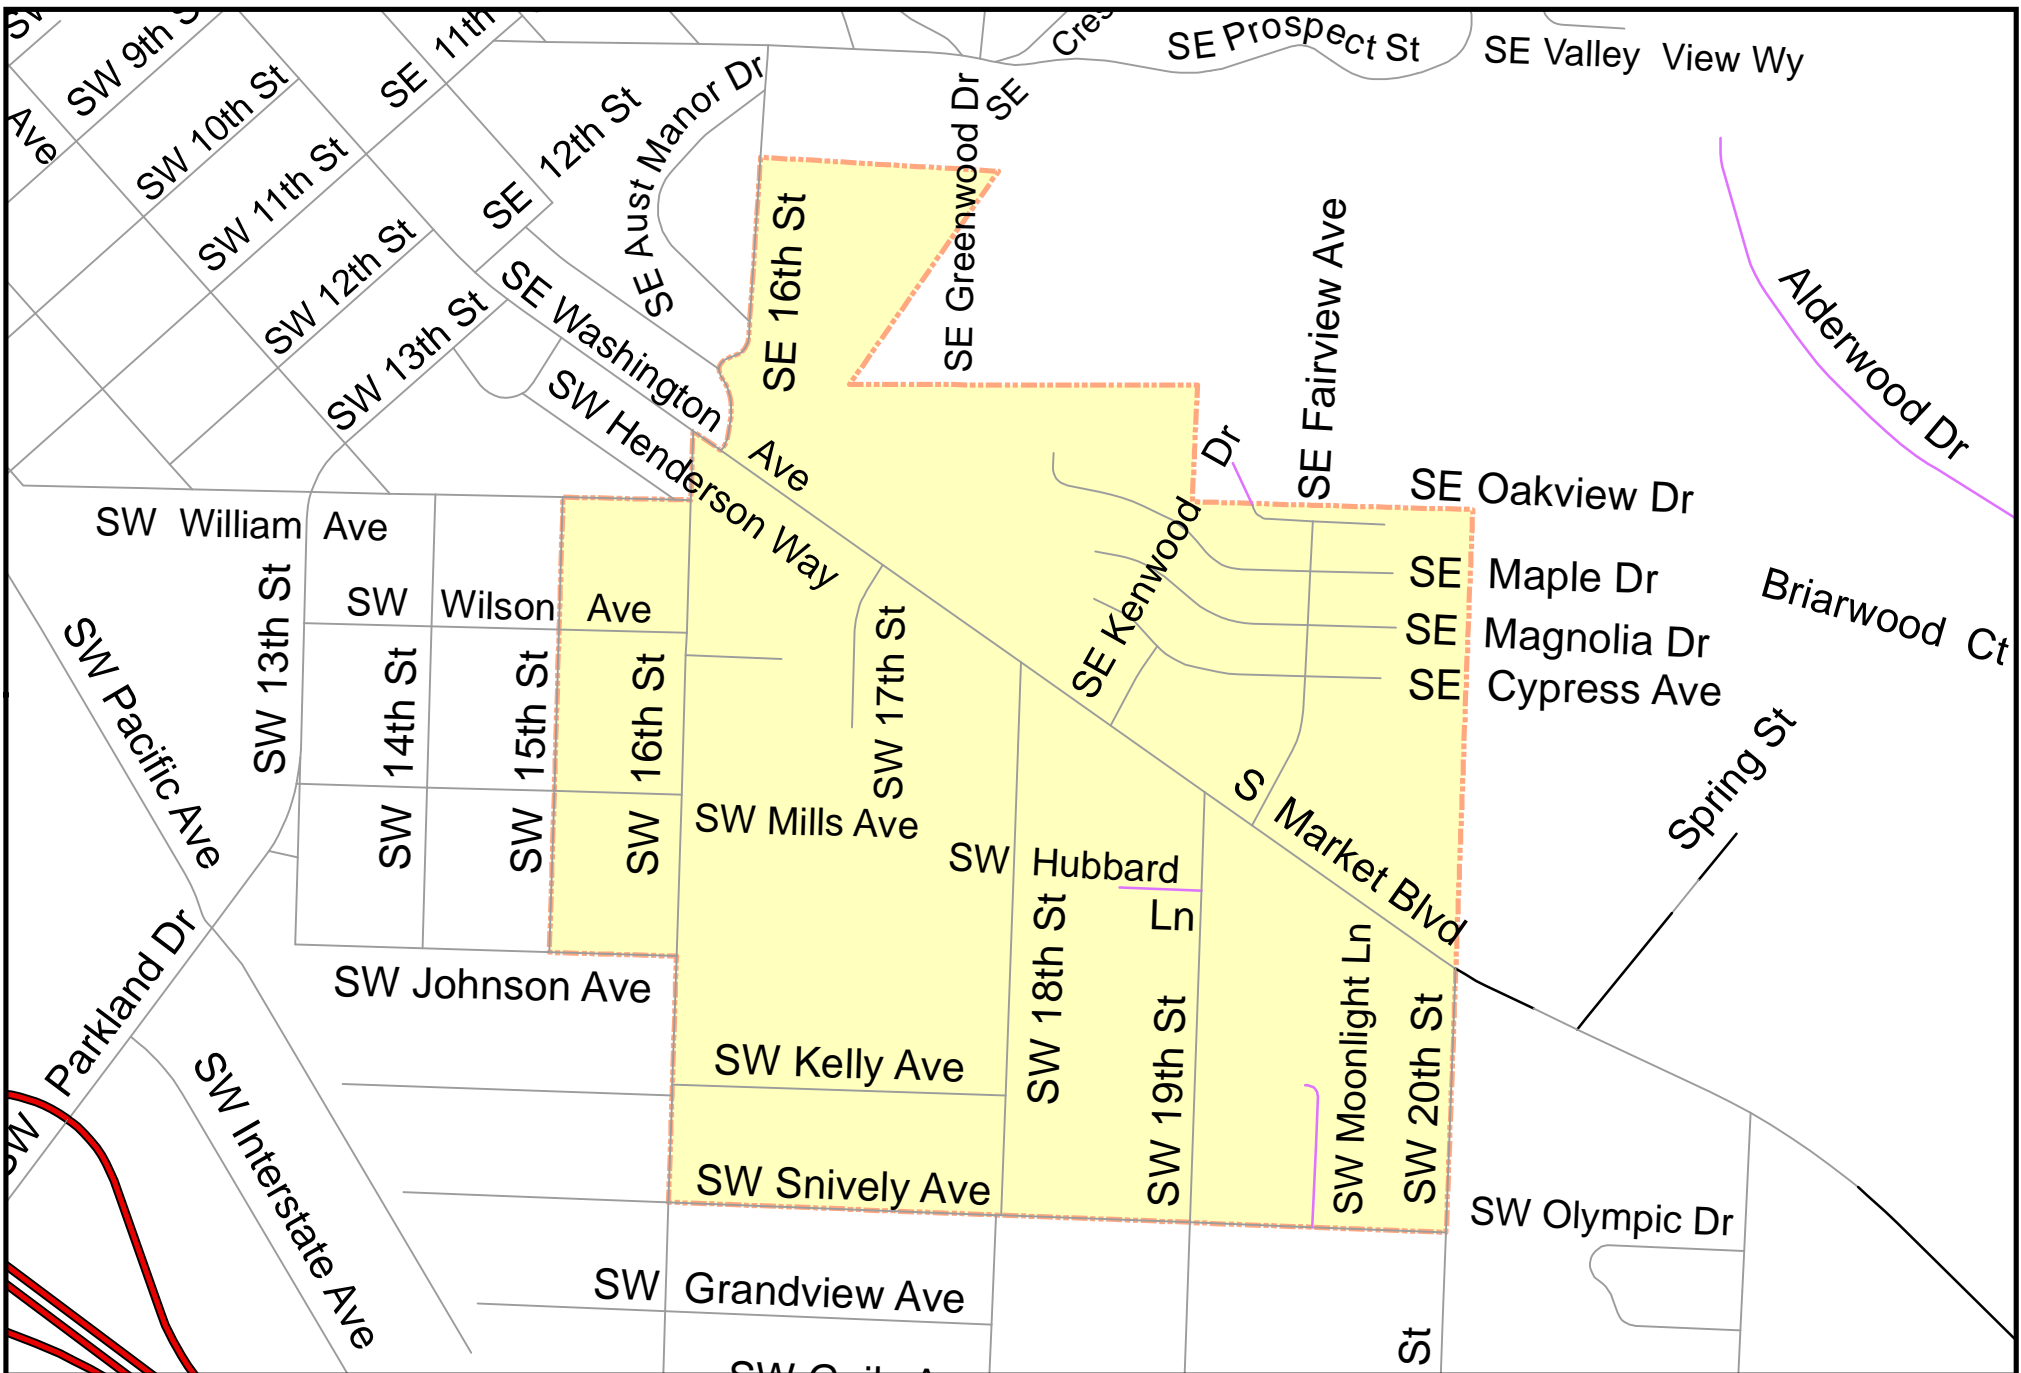 SW 9th S
SE 11th
Cres
SE Prospect St
SE Valley View Wy
Ave
SW 10th St
SE 12th St
SE Aust Manor Dr
SE Greenwood Dr
SE
SW 11th St
SW 12th St
SW 13th St
SE Washington Ave
SE 16th St
SE Fairview Ave
Alderwood Dr
SW Henderson Way
SE Kenwood Dr
SE Oakview Dr
SW William Ave
SE Maple Dr
Briarwood Ct
SW Wilson Ave
SE Magnolia Dr
SE Cypress Ave
SW Pacific Ave
SW 13th St
SW 14th St
SW 15th St
SW 16th St
SW 17th St
Spring St
SW Mills Ave
S Market Blvd
SW Hubbard
Ln
SW 18th St
SW 19th St
SW Moonlight Ln
SW 20th St
SW Johnson Ave
SW Parkland Dr
SW Kelly Ave
SW Interstate Ave
SW Snively Ave
SW Olympic Dr
SW Grandview Ave
St